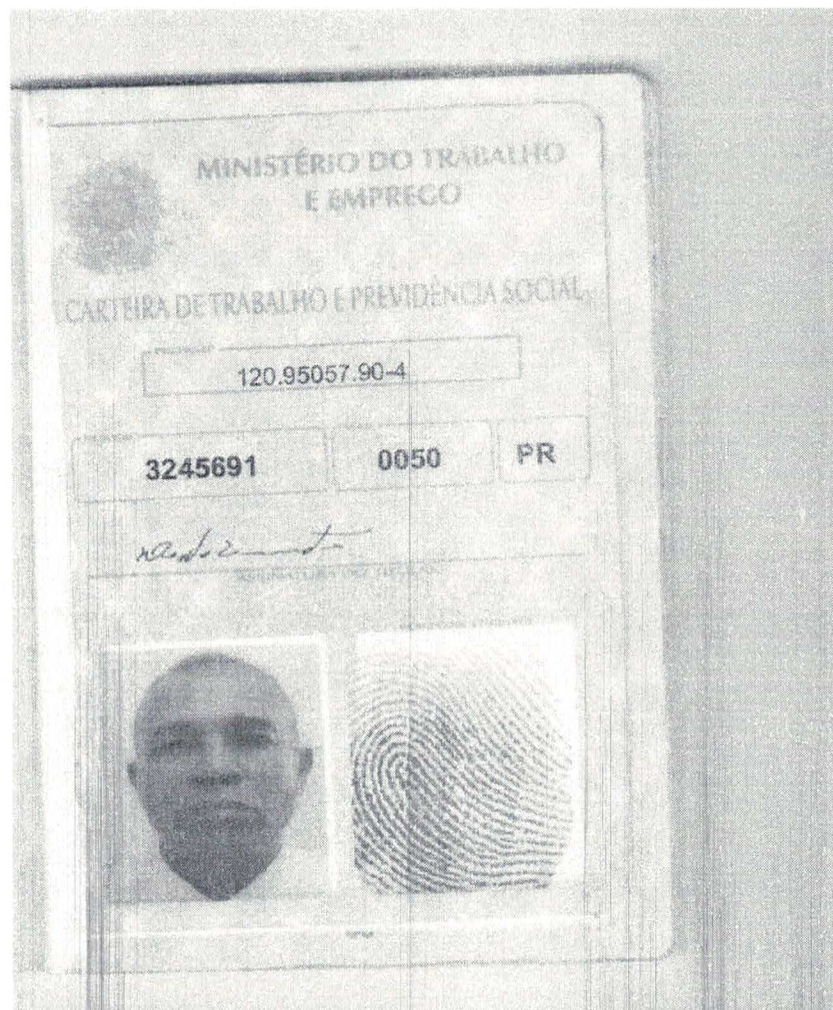 MINISTÉRIO DO TRABALHO
E EMPREGO
CARTEIRA DE TRABALHO E PREVIDÊNCIA SOCIAL
120.95057.90-4
3245691 0050 PR